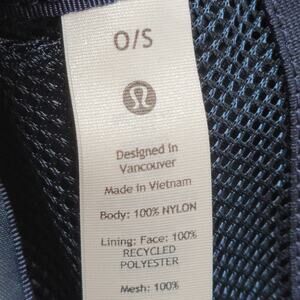 O/S
Designed in
Vancouver
Made in Vietnam
Body: 100% NYLON
Lining: Face: 100%
RECYCLED
POLYESTER
Mesh: 100%